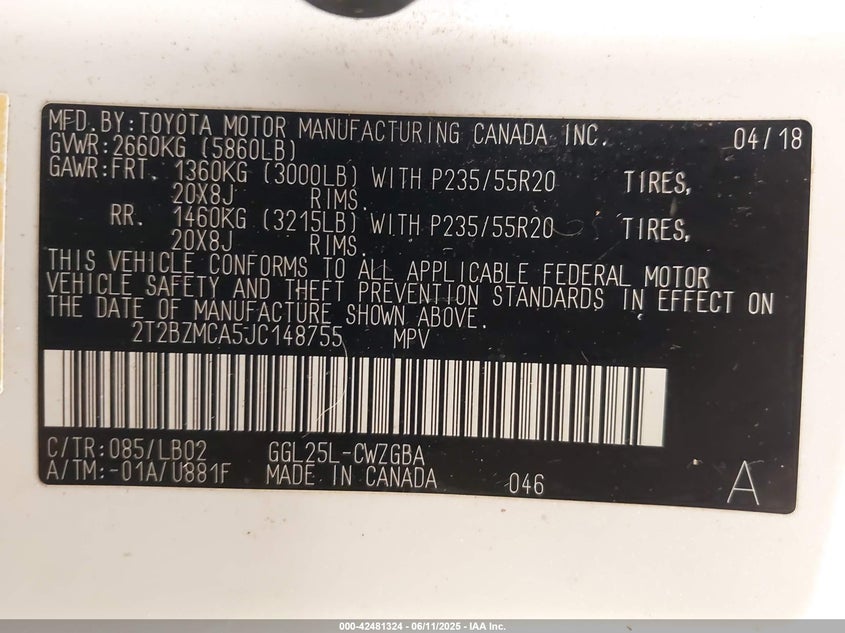 MFD.BY:TOYOTA MOTOR MANUFACTURING CANADA INC. 04/18
GVWR:2660KG (5860LB)
GAWR:FRT. 1360KG (3000LB) WITH P235/55R20 TIRES,
20X8J RIMS.
RR. 1460KG (3215LB) WITH P235/55R20 TIRES,
20X8J RIMS.
THIS VEHICLE CONFORMS TO ALL APPLICABLE FEDERAL MOTOR
VEHICLE SAFETY AND THEFT PREVENTION STANDARDS IN EFFECT ON
THE DATE OF MANUFACTURE SHOWN ABOVE.
2T2BZMCA5JC148755 MPV
C/TR:085/LB02 GGL25L-CWZGBA
A/TM:-01A/U881F MADE IN CANADA 046 A
000-42481324 | 06/11/2025 - IAA Inc.